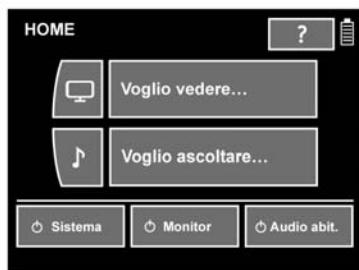 HOME
?
Voglio vedere...
Voglio ascoltare...
Sistema
Monitor
Audio abit.